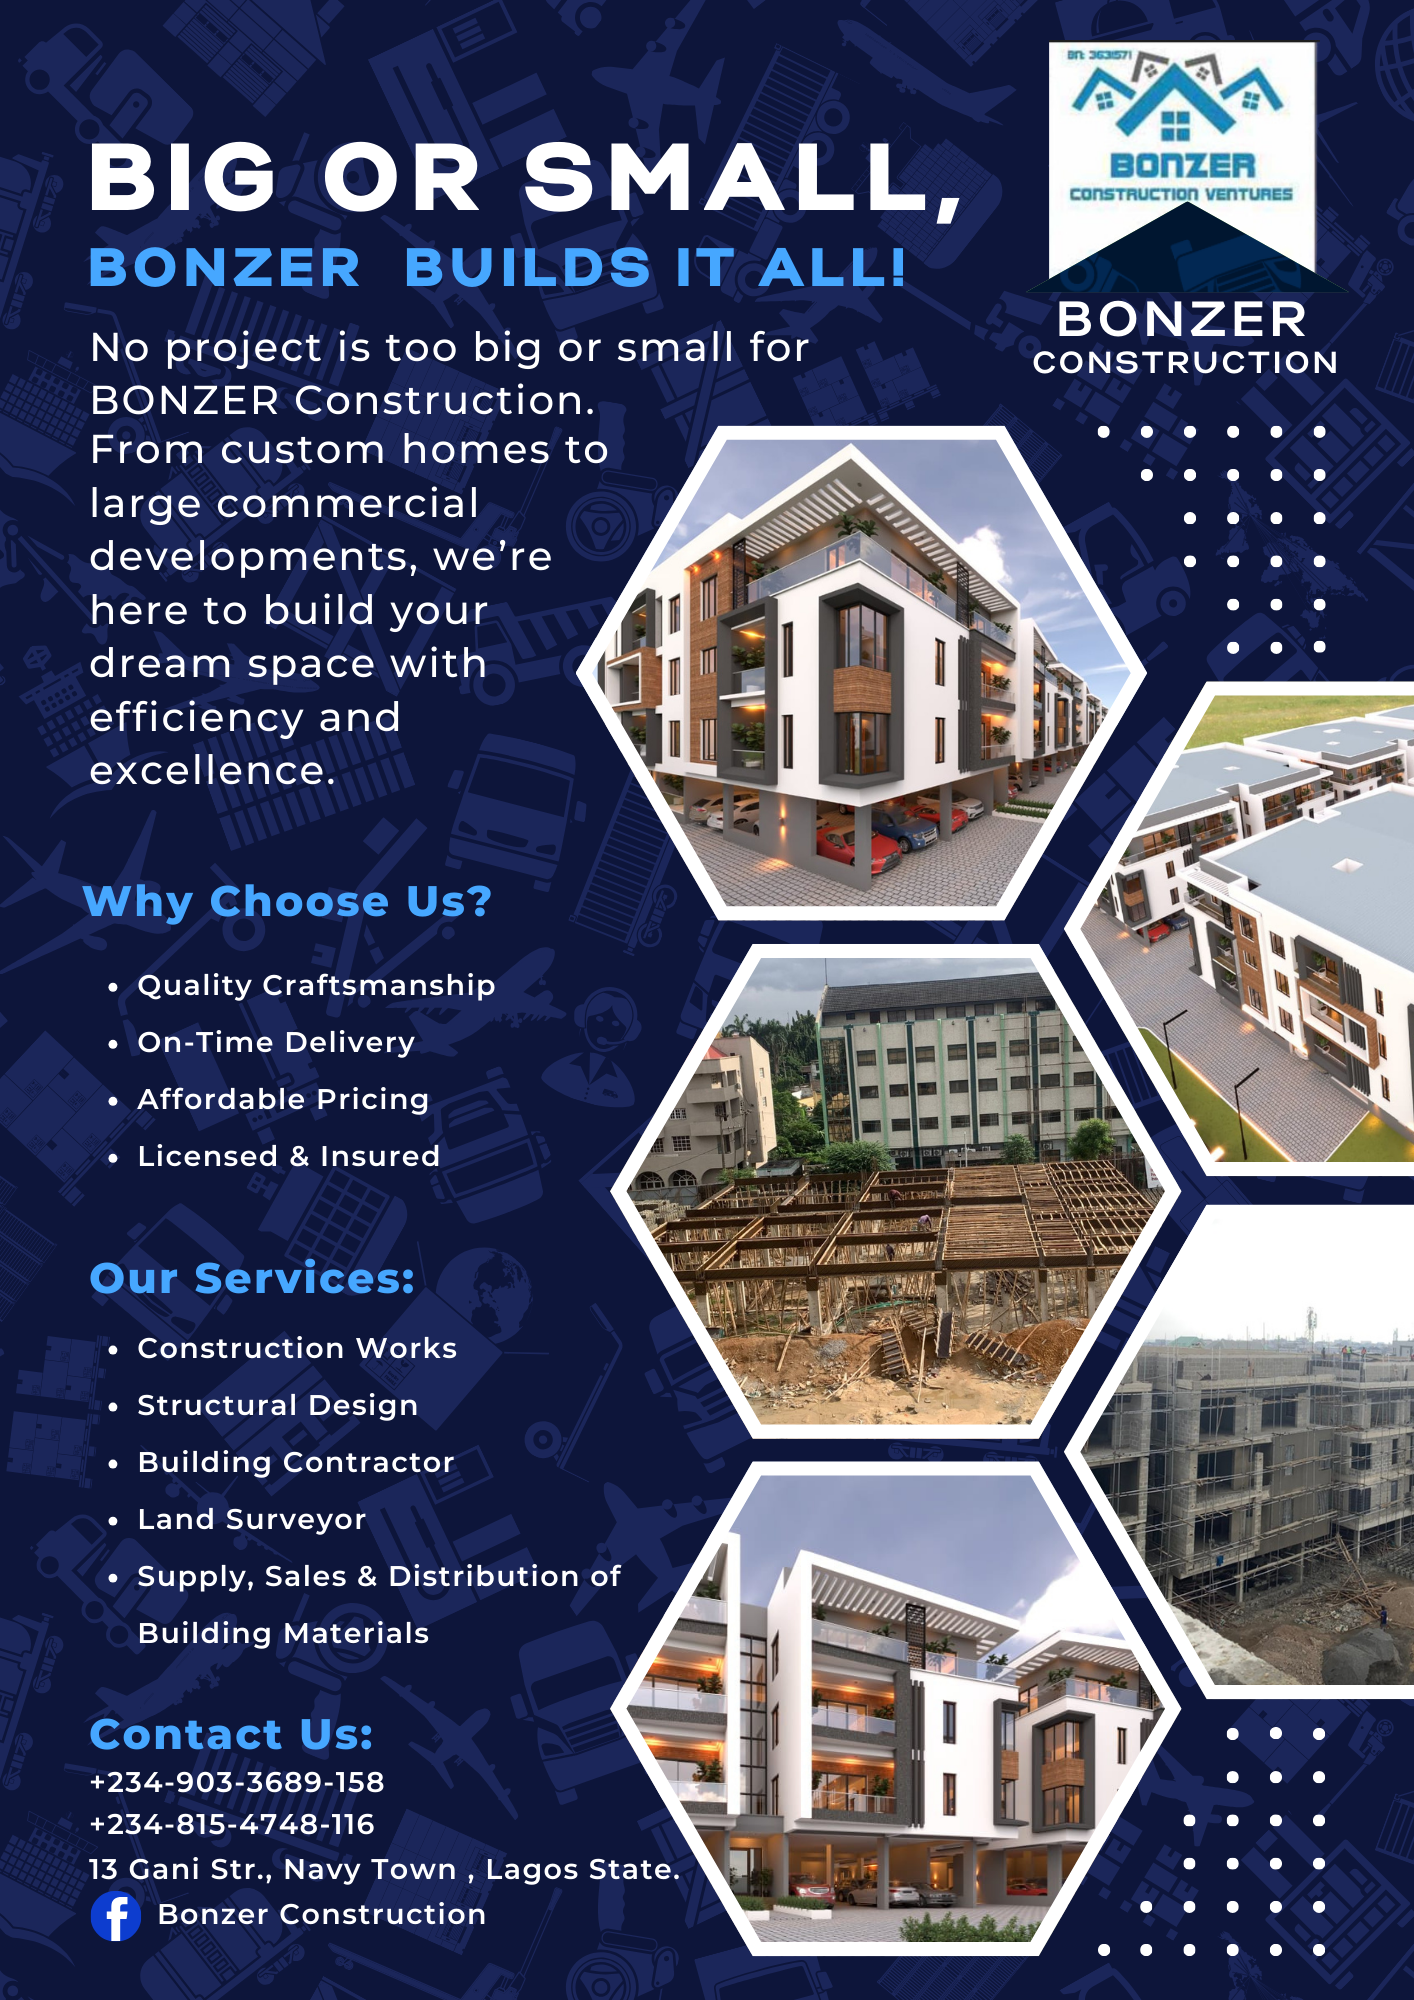 BN: 3631571
BONZER
CONSTRUCTION VENTURES
BONZER
CONSTRUCTION
BIG OR SMALL,
BONZER BUILDS IT ALL!
No project is too big or small for
BONZER Construction.
From custom homes to
large commercial
developments, we’re
here to build your
dream space with
efficiency and
excellence.
Why Choose Us?
• Quality Craftsmanship
• On-Time Delivery
• Affordable Pricing
• Licensed & Insured
Our Services:
• Construction Works
• Structural Design
• Building Contractor
• Land Surveyor
• Supply, Sales & Distribution of
Building Materials
Contact Us:
+234-903-3689-158
+234-815-4748-116
13 Gani Str., Navy Town , Lagos State.
f Bonzer Construction